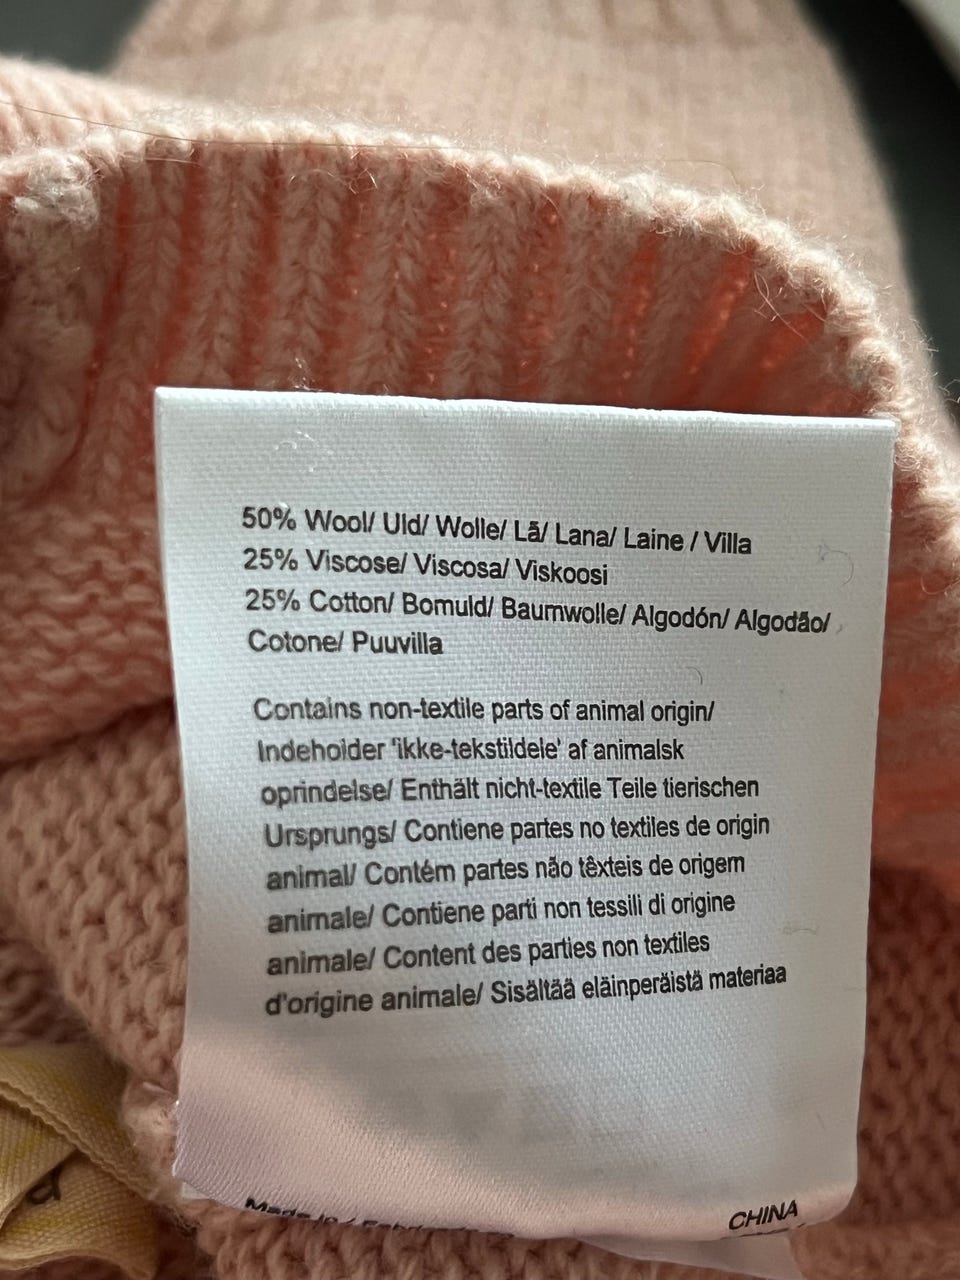 50% Wool/ Uld/ Wolle/ Lã/ Lana/ Laine / Villa
25% Viscose/ Viscosa/ Viskoosi
25% Cotton/ Bomuld/ Baumwolle/ Algodón/ Algodão/
Cotone/ Puuvilla
Contains non-textile parts of animal origin/
Indeholder 'ikke-tekstildele' af animalsk
oprindelse/ Enthält nicht-textile Teile tierischen
Ursprungs/ Contiene partes no textiles de origin
animal/ Contém partes não têxteis de origem
animale/ Contiene parti non tessili di origine
animale/ Content des parties non textiles
d'origine animale/ Sisältää eläinperäistä materiaa
Made in /
CHINA